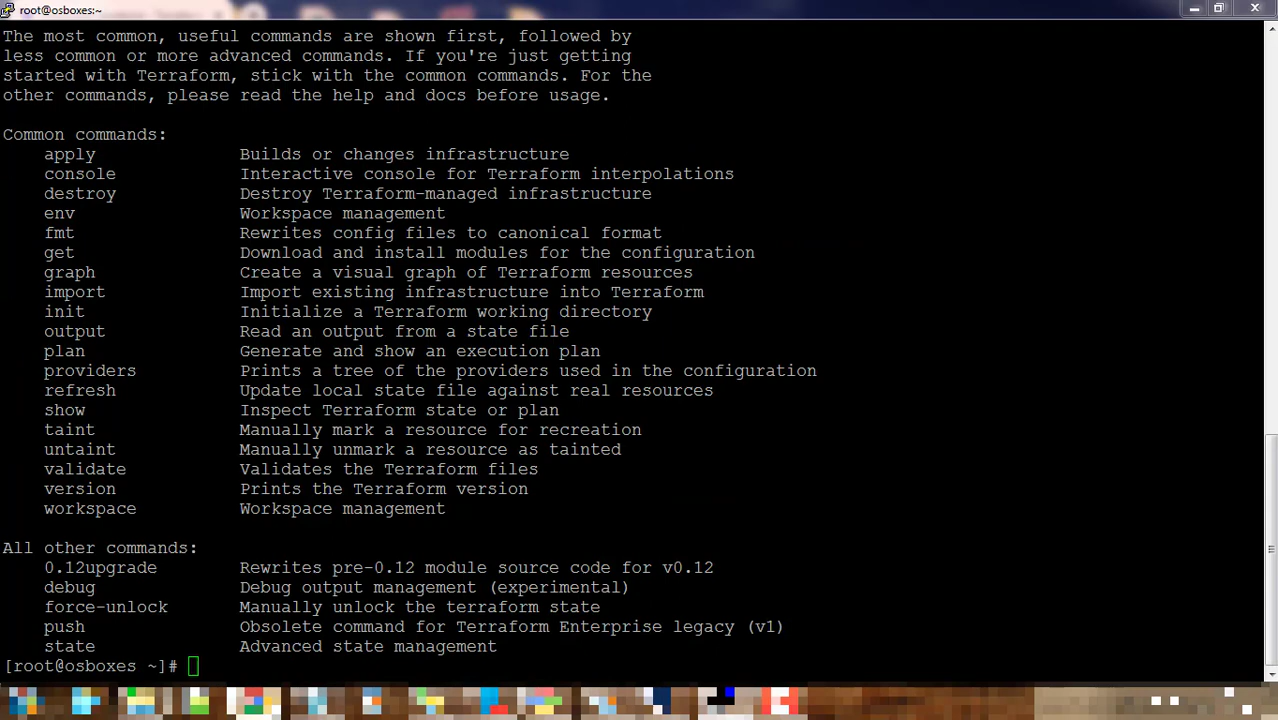 root@osboxes:~
The most common, useful commands are shown first, followed by
less common or more advanced commands. If you're just getting
started with Terraform, stick with the common commands. For the
other commands, please read the help and docs before usage.
Common commands:
apply Builds or changes infrastructure
console Interactive console for Terraform interpolations
destroy Destroy Terraform-managed infrastructure
env Workspace management
fmt Rewrites config files to canonical format
get Download and install modules for the configuration
graph Create a visual graph of Terraform resources
import Import existing infrastructure into Terraform
init Initialize a Terraform working directory
output Read an output from a state file
plan Generate and show an execution plan
providers Prints a tree of the providers used in the configuration
refresh Update local state file against real resources
show Inspect Terraform state or plan
taint Manually mark a resource for recreation
untaint Manually unmark a resource as tainted
validate Validates the Terraform files
version Prints the Terraform version
workspace Workspace management
All other commands:
0.12upgrade Rewrites pre-0.12 module source code for v0.12
debug Debug output management (experimental)
force-unlock Manually unlock the terraform state
push Obsolete command for Terraform Enterprise legacy (v1)
state Advanced state management
[root@osboxes ~]#